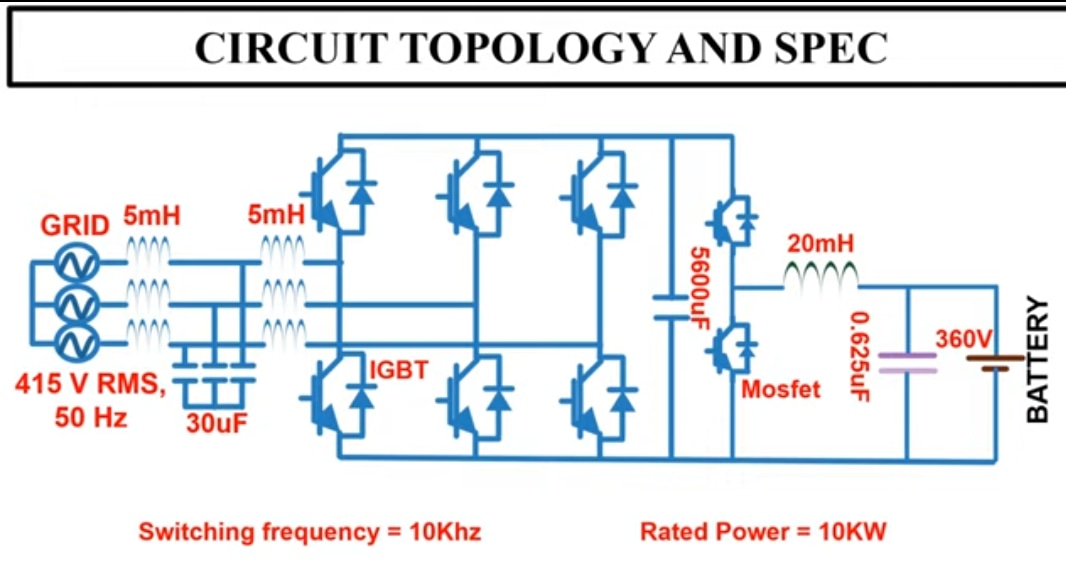 CIRCUIT TOPOLOGY AND SPEC
GRID
5mH
5mH
415 V RMS,
50 Hz
30uF
IGBT
5600uF
20mH
Mosfet
0.625uF
360V
BATTERY
Switching frequency = 10Khz
Rated Power = 10KW